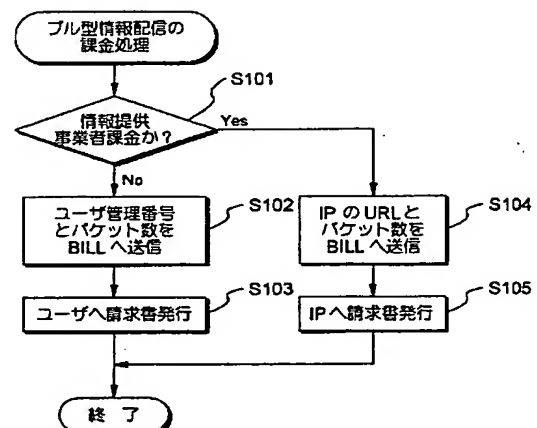 プル型情報配信の
課金処理
S101
情報提供
事業者課金か？
Yes
No
ユーザ管理番号
とパケット数を
BILLへ送信
S102
IPのURLと
パケット数を
BILLへ送信
S104
ユーザへ請求書発行
S103
IPへ請求書発行
S105
終 了